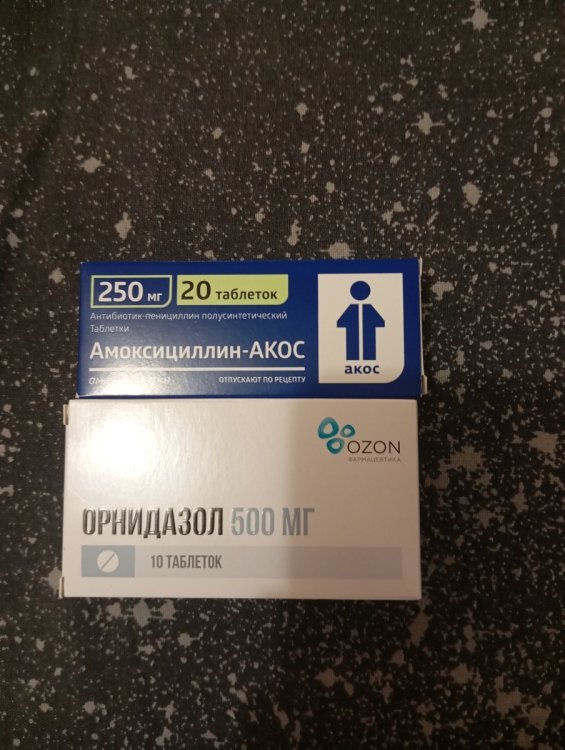 250 мг 20 таблеток
Антибиотик-пенициллин полусинтетический
Таблетки
Амоксициллин-АКОС
ОТПУСКАЮТ ПО РЕЦЕПТУ
акос
OZON
ФАРМАЦЕВТИКА
ОРНИДАЗОЛ 500 МГ
10 ТАБЛЕТОК